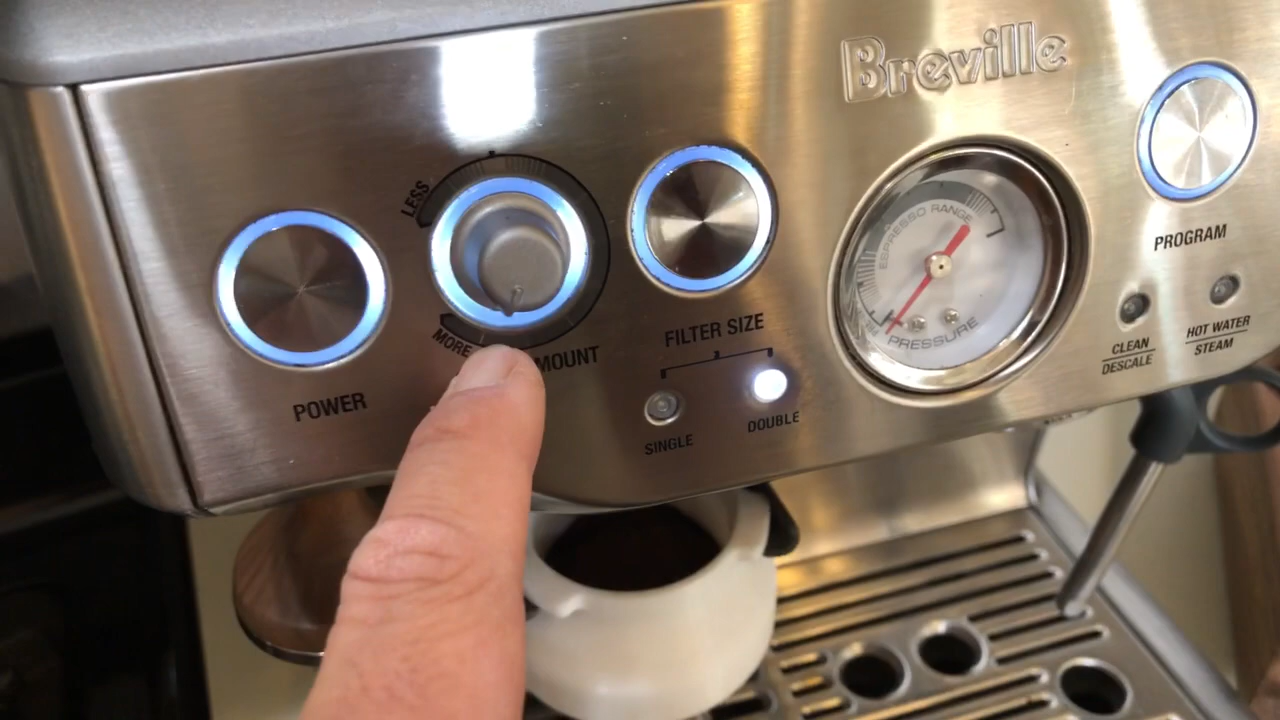 Breville
LESS
MORE
MOUNT
POWER
FILTER SIZE
SINGLE
DOUBLE
ESPRESSO RANGE
PRESSURE
PROGRAM
CLEAN
DESCALE
HOT WATER
STEAM